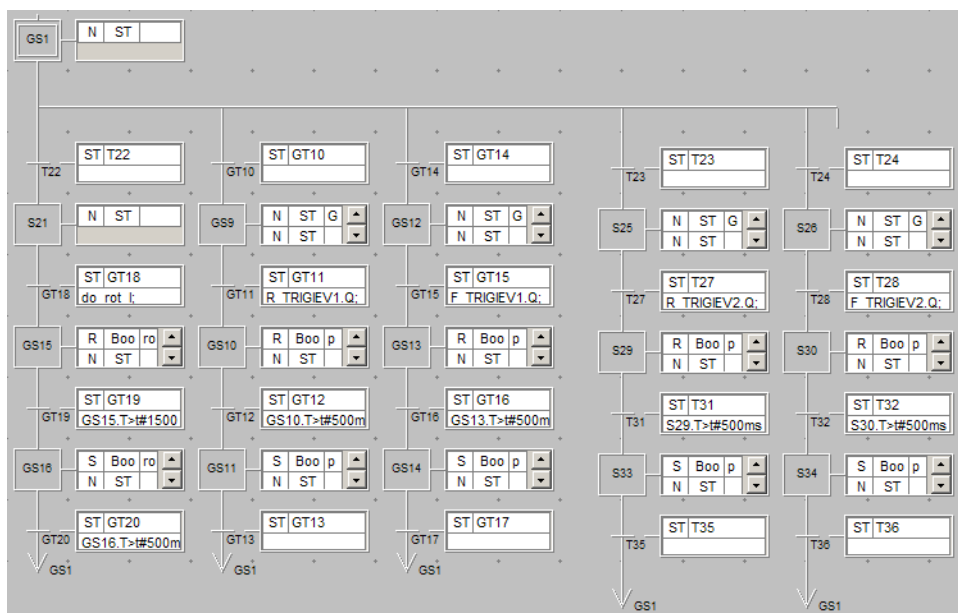 GS1 N ST
T22 ST T22
GT10 ST GT10
GT14 ST GT14
T23 ST T23
T24 ST T24
S21 N ST
GS9 N ST G
N ST
GS12 N ST G
N ST
S25 N ST G
N ST
S26 N ST G
N ST
GT18 ST GT18
do_rot_l;
GT11 ST GT11
R_TRIGIEV1.Q;
GT15 ST GT15
F_TRIGIEV1.Q;
T27 ST T27
R_TRIGIEV2.Q;
T28 ST T28
F_TRIGIEV2.Q;
GS15 R Boo ro
N ST
GS10 R Boo p
N ST
GS13 R Boo p
N ST
S29 R Boo p
N ST
S30 R Boo p
N ST
GT19 ST GT19
GS15.T>t#1500
GT12 ST GT12
GS10.T>t#500m
GT16 ST GT16
GS13.T>t#500m
T31 ST T31
S29.T>t#500ms
T32 ST T32
S30.T>t#500ms
GS16 S Boo ro
N ST
GS11 S Boo p
N ST
GS14 S Boo p
N ST
S33 S Boo p
N ST
S34 S Boo p
N ST
GT20 ST GT20
GS16.T>t#500m
GT13 ST GT13
GT17 ST GT17
T35 ST T35
T36 ST T36
GS1
GS1
GS1
GS1
GS1